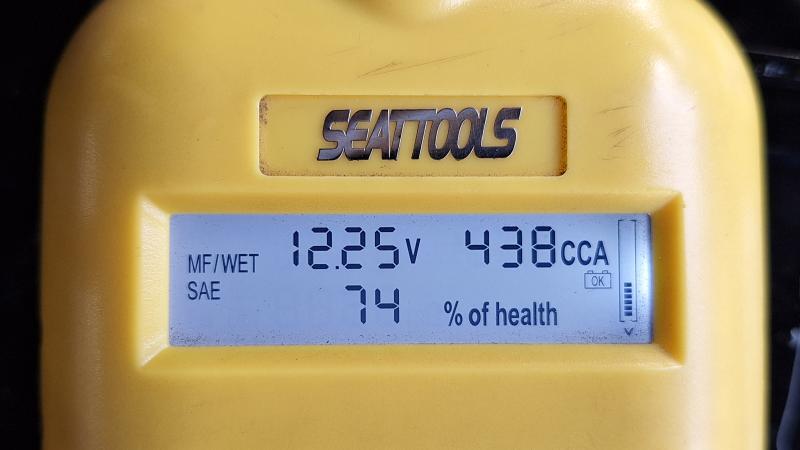 SEATTOOLS
MF/WET 12.25V 438CCA
OK
SAE 74 % of health